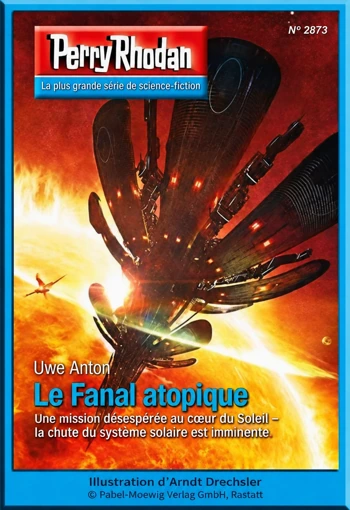 Perry Rhodan
Nº 2873
La plus grande série de science-fiction
Uwe Anton
Le Fanal atopique
Une mission désespérée au cœur du Soleil –
la chute du système solaire est imminente.
Illustration d'Arndt Drechsler
© Pabel-Moewig Verlag GmbH, Rastatt